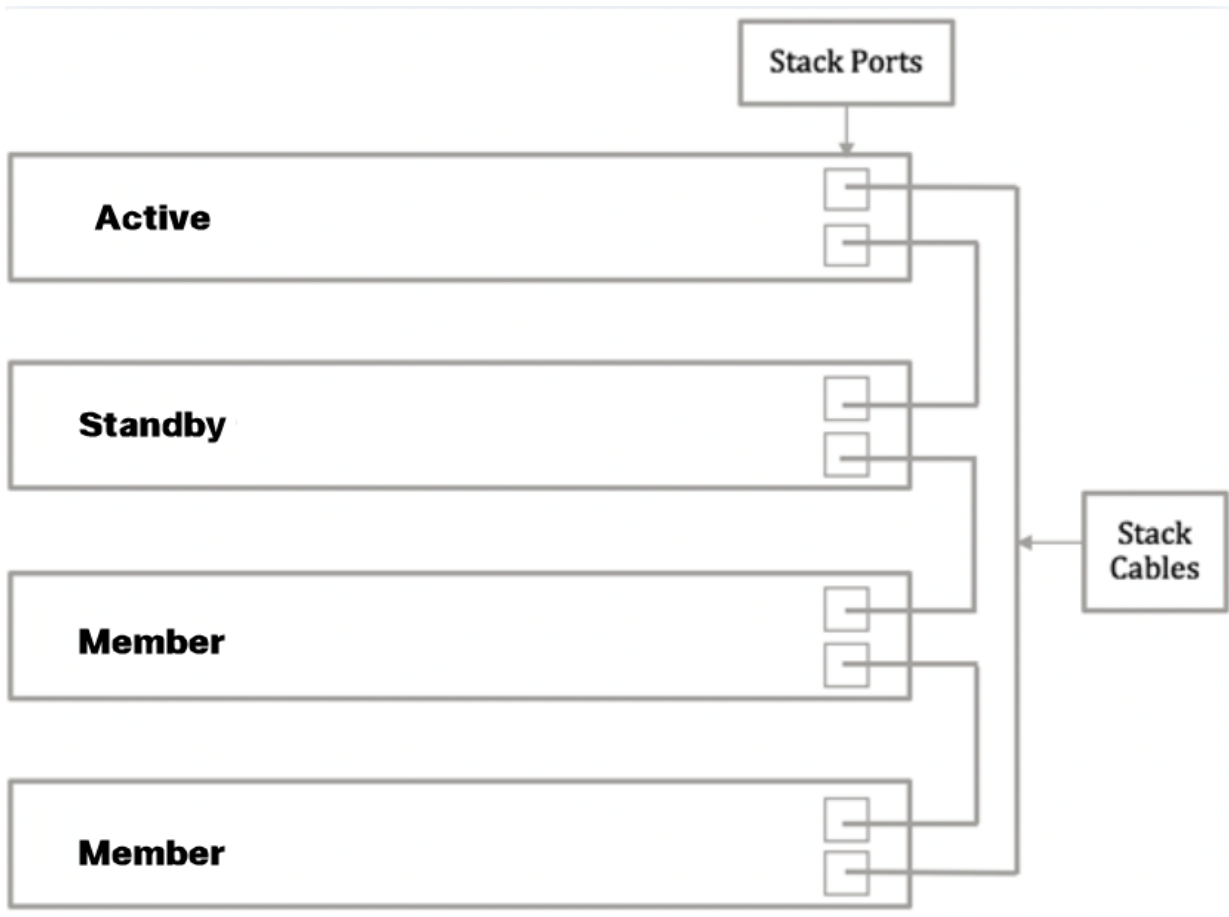 Stack Ports
Active
Standby
Stack
Cables
Member
Member